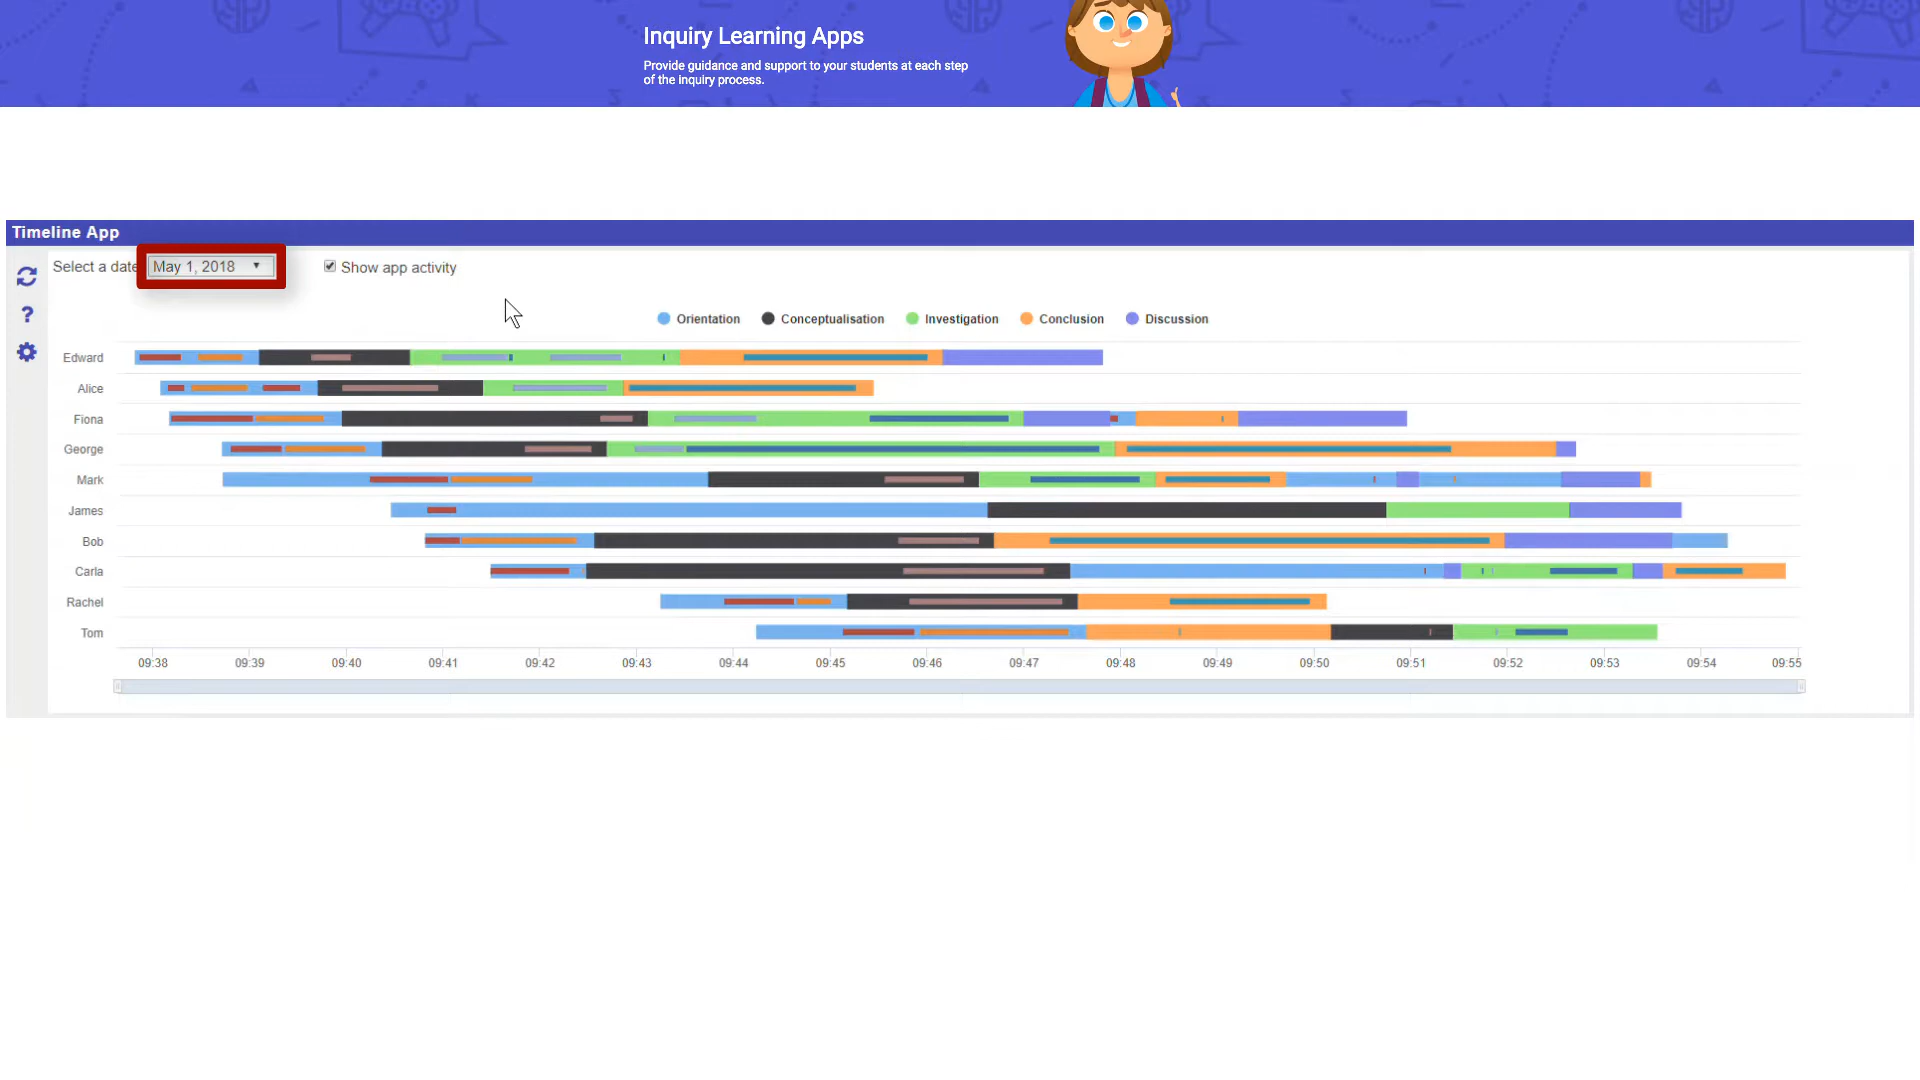 Inquiry Learning Apps
Provide guidance and support to your students at each step
of the inquiry process.
Timeline App
Select a date May 1, 2018 Show app activity
Orientation Conceptualisation Investigation Conclusion Discussion
Edward
Alice
Fiona
George
Mark
James
Bob
Carla
Rachel
Tom
09:38 09:39 09:40 09:41 09:42 09:43 09:44 09:45 09:46 09:47 09:48 09:49 09:50 09:51 09:52 09:53 09:54 09:55